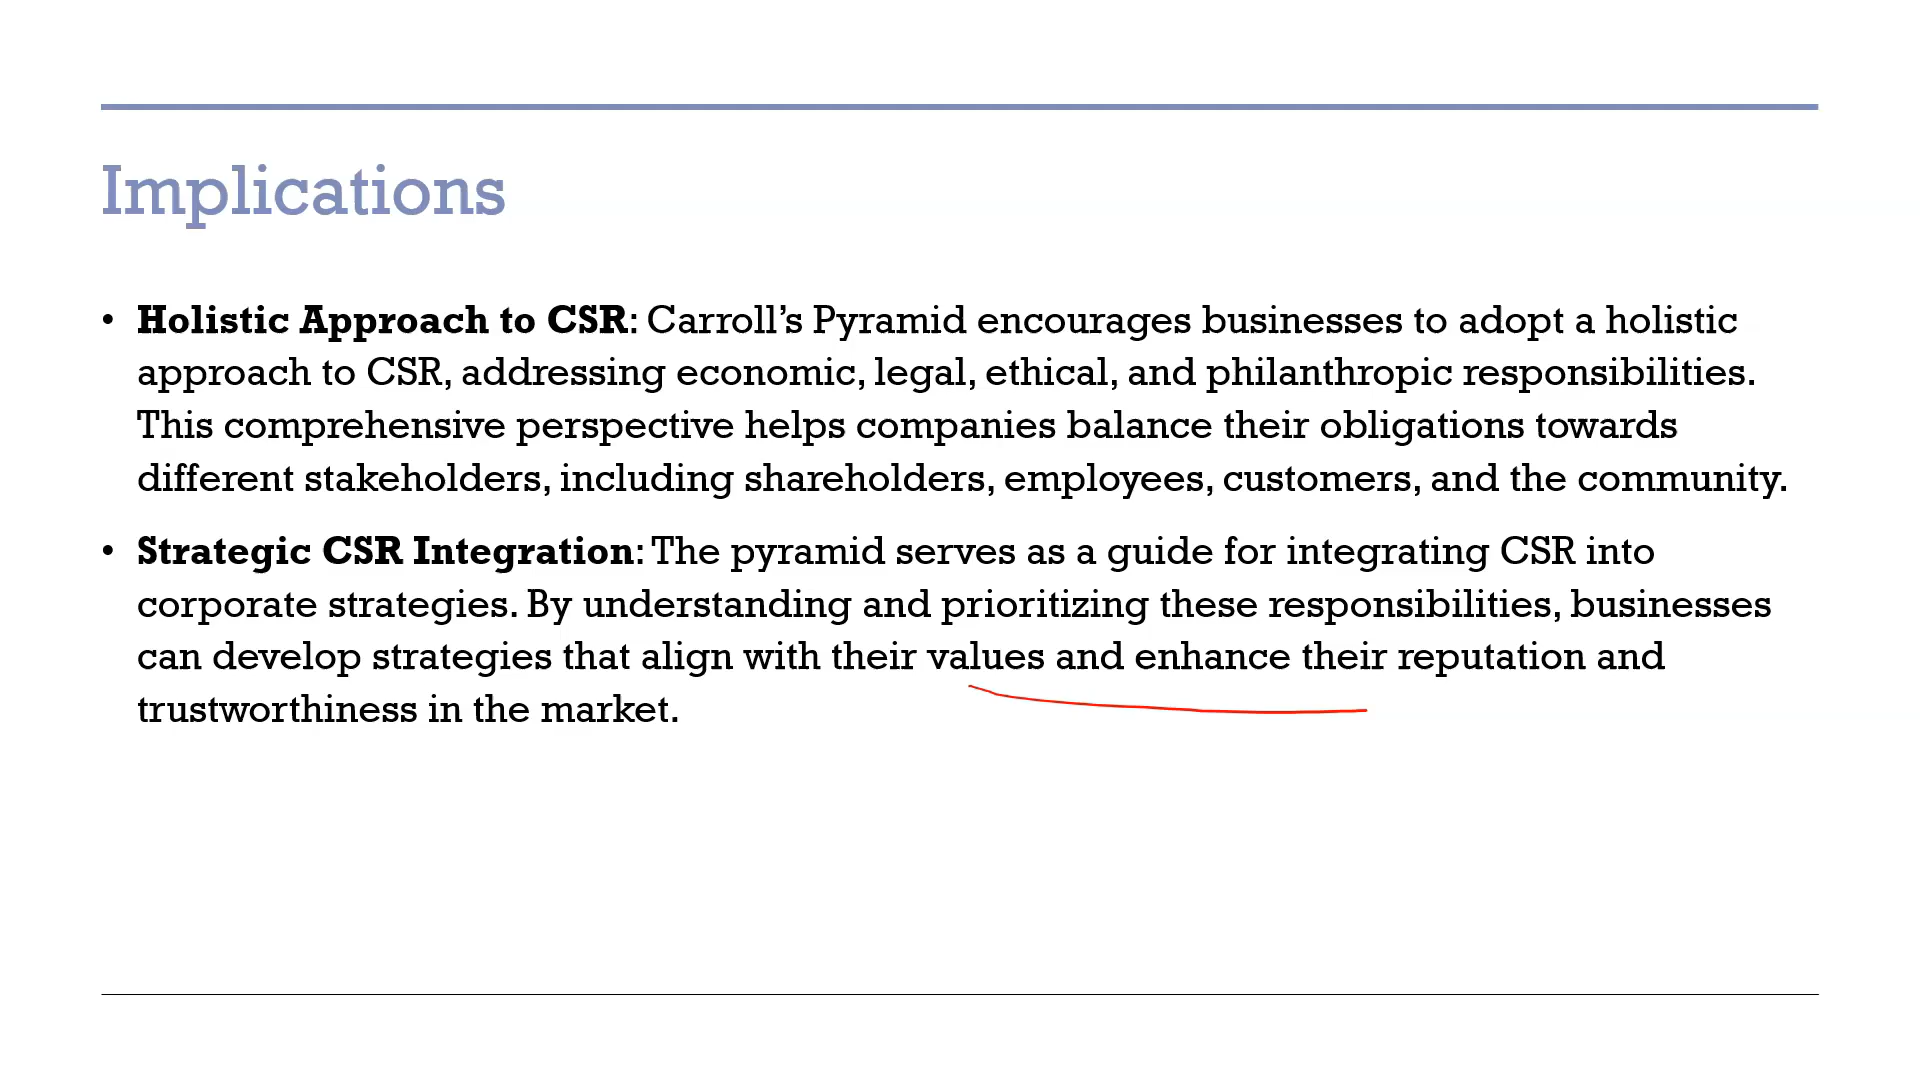 Implications
• Holistic Approach to CSR: Carroll’s Pyramid encourages businesses to adopt a holistic
approach to CSR, addressing economic, legal, ethical, and philanthropic responsibilities.
This comprehensive perspective helps companies balance their obligations towards
different stakeholders, including shareholders, employees, customers, and the community.
• Strategic CSR Integration: The pyramid serves as a guide for integrating CSR into
corporate strategies. By understanding and prioritizing these responsibilities, businesses
can develop strategies that align with their values and enhance their reputation and
trustworthiness in the market.